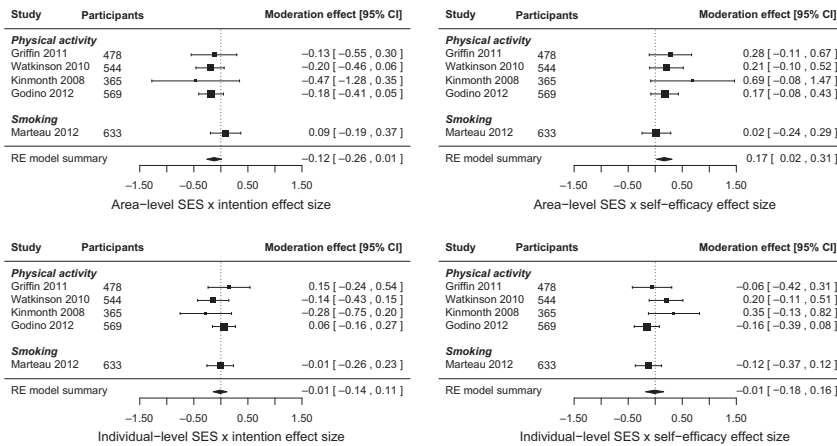 Study Participants Moderation effect [95% CI]
Physical activity
Griffin 2011 478 −0.13 [ −0.55 , 0.30 ]
Watkinson 2010 544 −0.20 [ −0.46 , 0.06 ]
Kinmonth 2008 365 −0.47 [ −1.28 , 0.35 ]
Godino 2012 569 −0.18 [ −0.41 , 0.05 ]
Smoking
Marteau 2012 633 0.09 [ −0.19 , 0.37 ]
RE model summary −0.12 [ −0.26 , 0.01 ]
−1.50 −0.50 0.50 1.50
Area−level SES x intention effect size
Study Participants Moderation effect [95% CI]
Physical activity
Griffin 2011 478 0.28 [ −0.11 , 0.67 ]
Watkinson 2010 544 0.21 [ −0.10 , 0.52 ]
Kinmonth 2008 365 0.69 [ −0.08 , 1.47 ]
Godino 2012 569 0.17 [ −0.08 , 0.43 ]
Smoking
Marteau 2012 633 0.02 [ −0.24 , 0.29 ]
RE model summary 0.17 [ 0.02 , 0.31 ]
−1.50 −0.50 0.50 1.50
Area−level SES x self−efficacy effect size
Study Participants Moderation effect [95% CI]
Physical activity
Griffin 2011 478 0.15 [ −0.24 , 0.54 ]
Watkinson 2010 544 −0.14 [ −0.43 , 0.15 ]
Kinmonth 2008 365 −0.28 [ −0.75 , 0.20 ]
Godino 2012 569 0.06 [ −0.16 , 0.27 ]
Smoking
Marteau 2012 633 −0.01 [ −0.26 , 0.23 ]
RE model summary −0.01 [ −0.14 , 0.11 ]
−1.50 −0.50 0.50 1.50
Individual−level SES x intention effect size
Study Participants Moderation effect [95% CI]
Physical activity
Griffin 2011 478 −0.06 [ −0.42 , 0.31 ]
Watkinson 2010 544 0.20 [ −0.11 , 0.51 ]
Kinmonth 2008 365 0.35 [ −0.13 , 0.82 ]
Godino 2012 569 −0.16 [ −0.39 , 0.08 ]
Smoking
Marteau 2012 633 −0.12 [ −0.37 , 0.12 ]
RE model summary −0.01 [ −0.18 , 0.16 ]
−1.50 −0.50 0.50 1.50
Individual−level SES x self−efficacy effect size